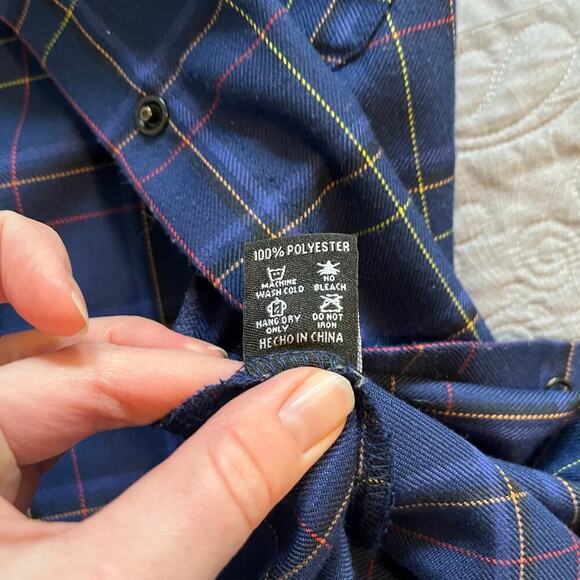 100% POLYESTER
MACHINE NO
WASH COLD BLEACH
HANG DRY DO NOT
ONLY IRON
HECHO IN CHINA